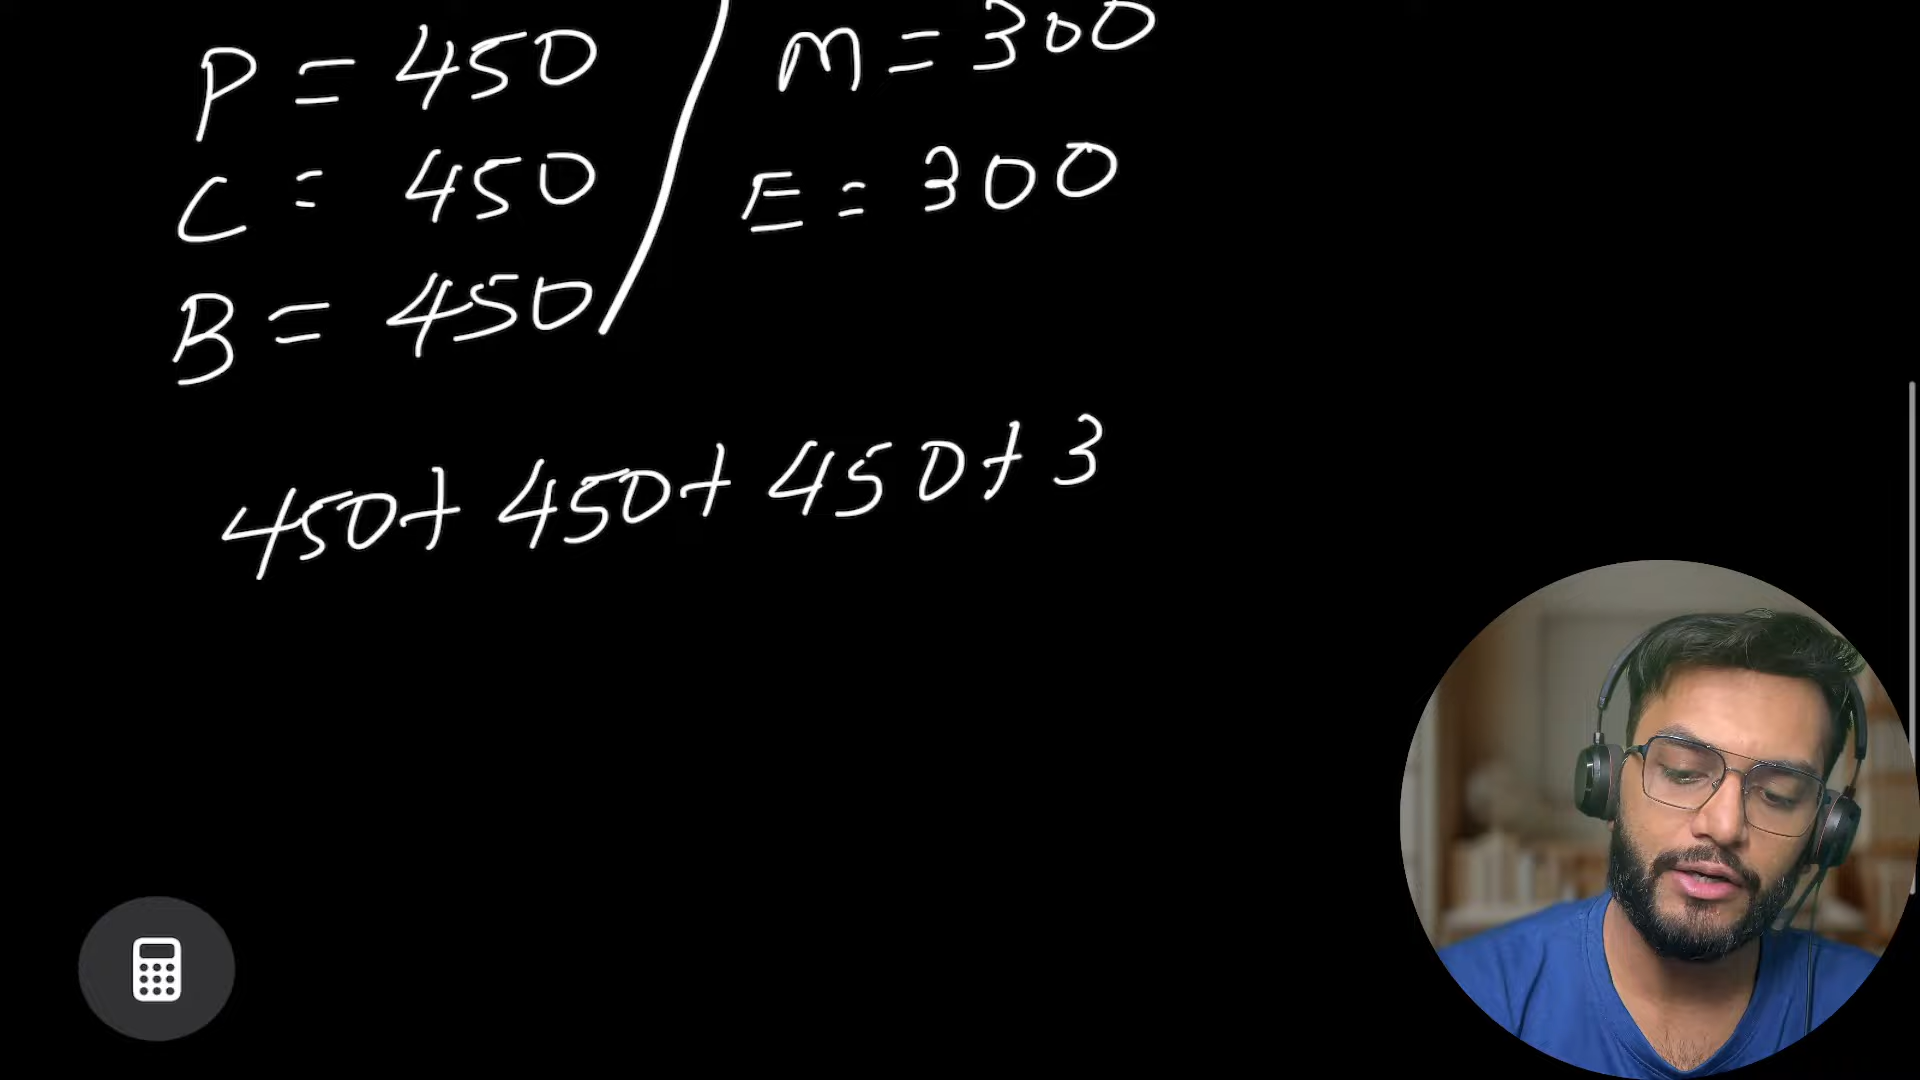 P = 450 / M = 300
C = 450 E = 300
B = 450
450 + 450 + 450 + 3